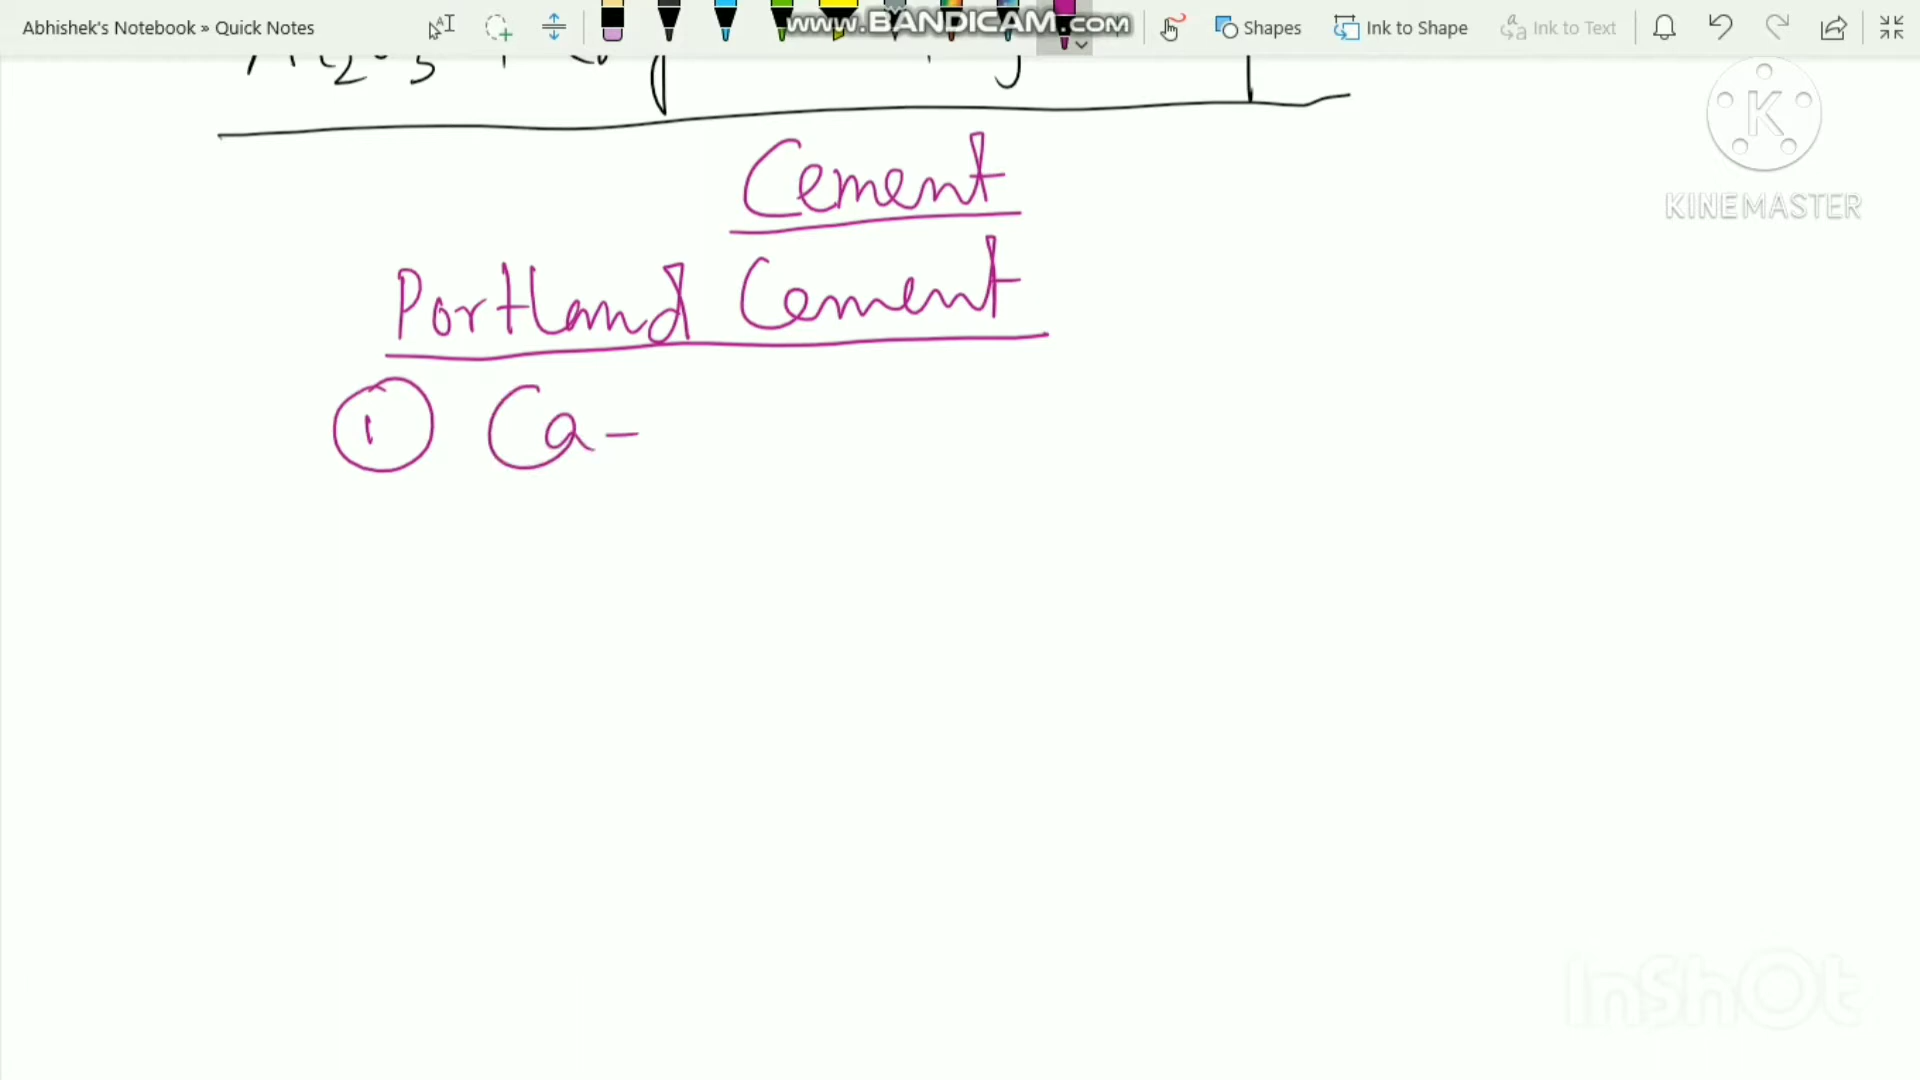 Abhishek's Notebook » Quick Notes
www.BANDICAM.com
Shapes
Ink to Shape
Ink to Text
K
KINEMASTER
Cement
Portland Cement
① Ca-
InShOt